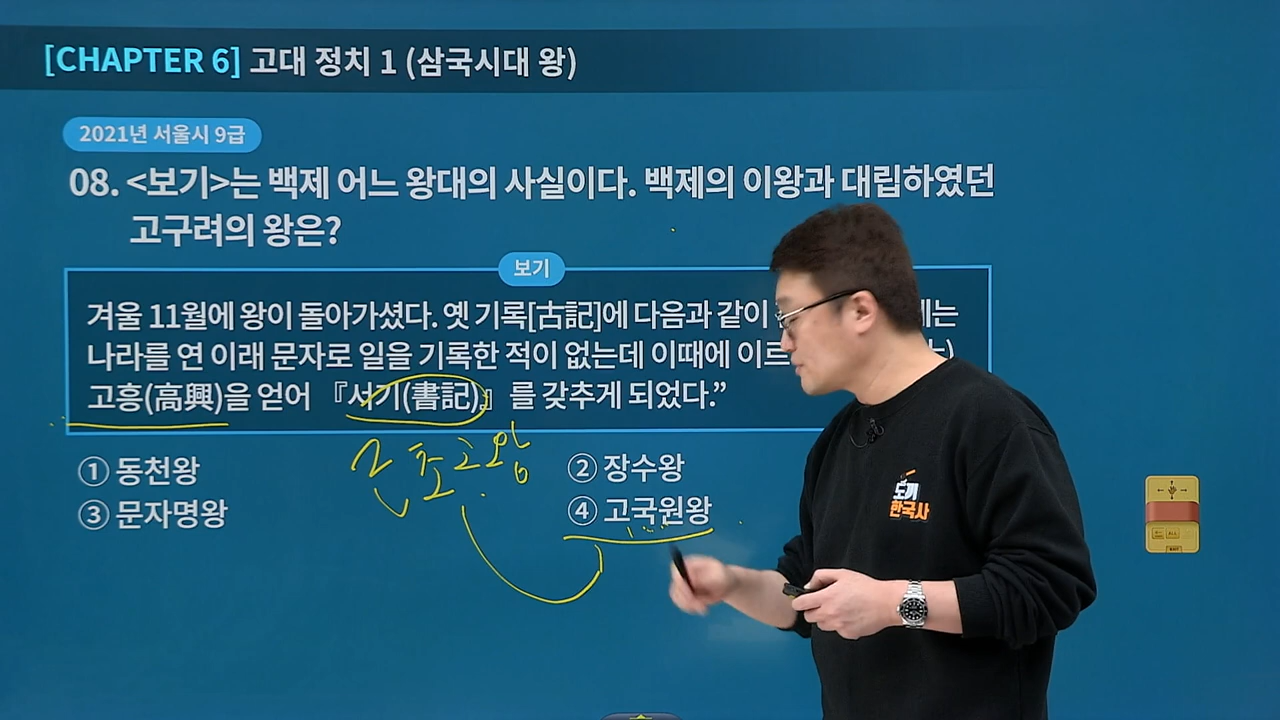 [CHAPTER 6] 고대 정치 1 (삼국시대 왕)
2021년 서울시 9급
08. <보기>는 백제 어느 왕대의 사실이다. 백제의 이왕과 대립하였던
고구려의 왕은?
보기
겨울 11월에 왕이 돌아가셨다. 옛 기록[古記]에 다음과 같이
나라를 연 이래 문자로 일을 기록한 적이 없는데 이때에
고흥(高興)을 얻어 『서기(書記)』를 갖추게 되었다.”
근초고왕
① 동천왕
② 장수왕
③ 문자명왕
④ 고국원왕
도끼
한국사